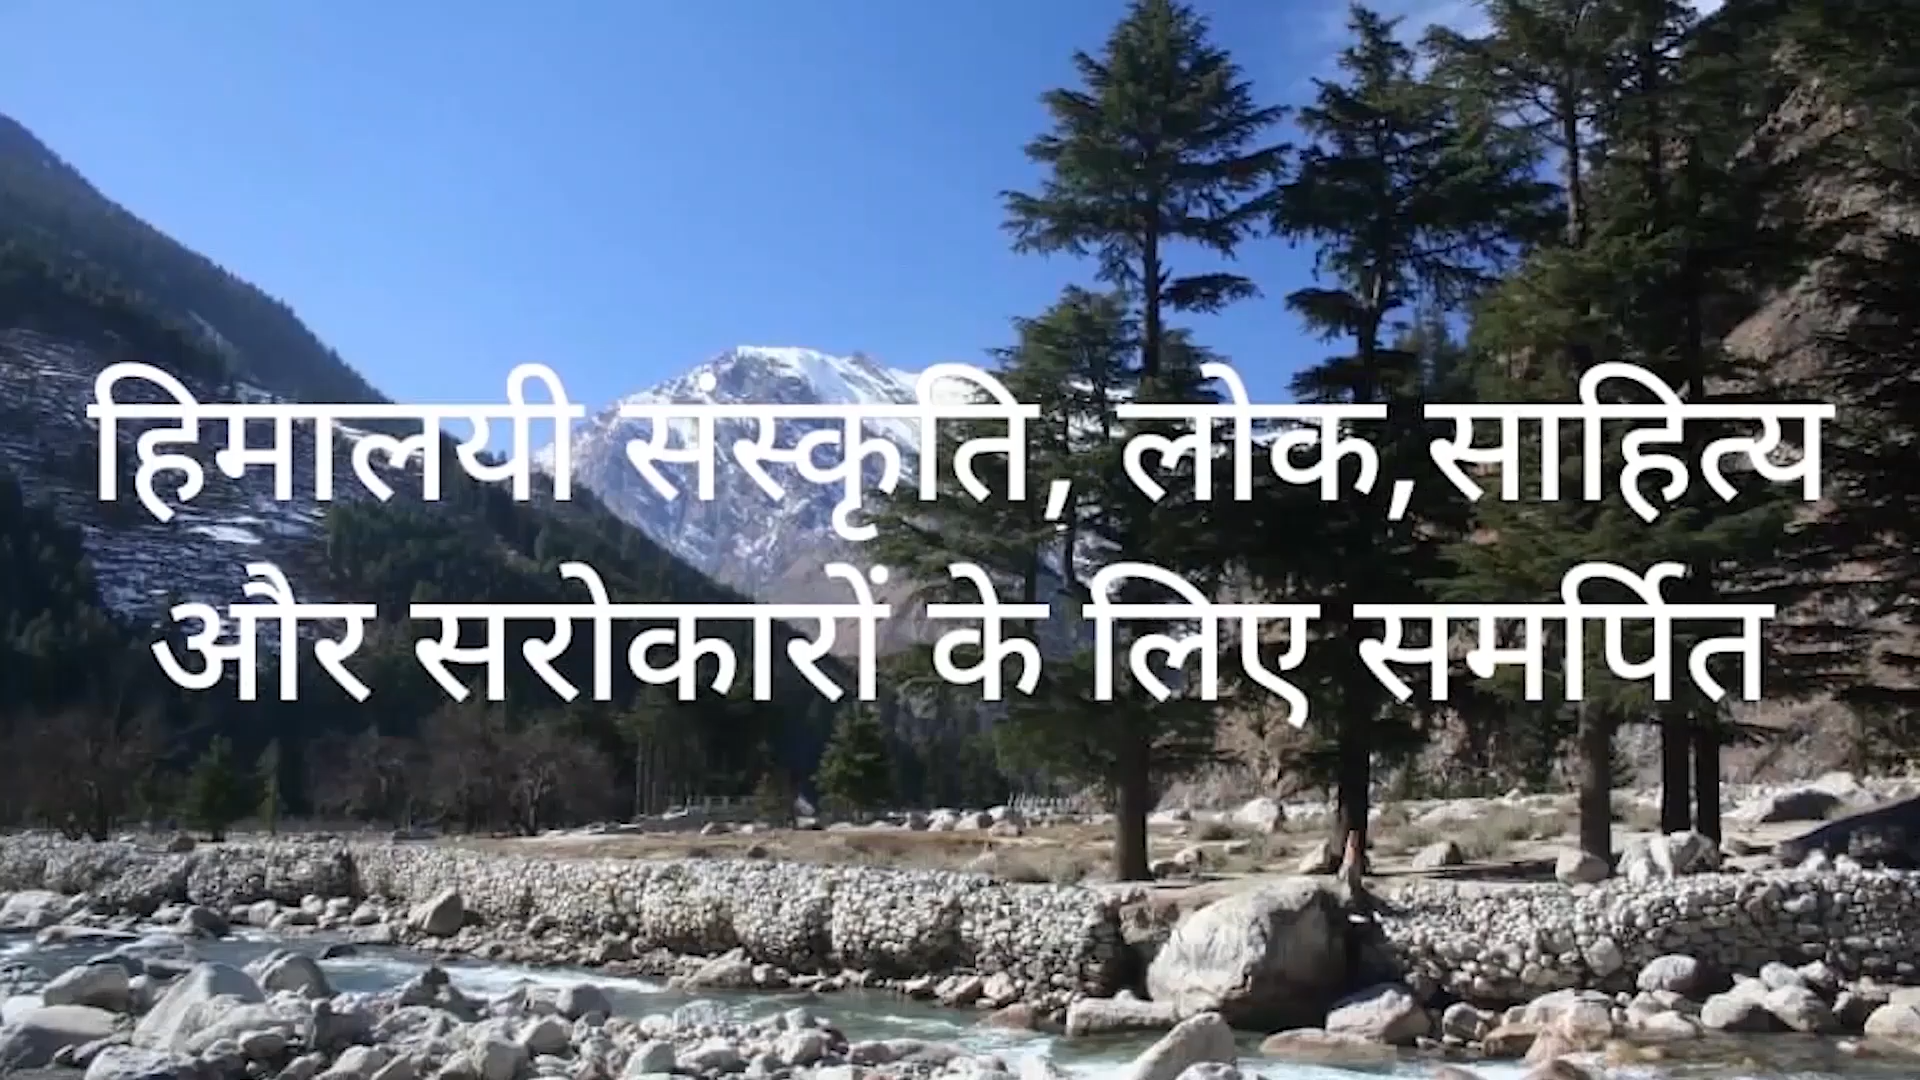 हिमालयी संस्कृति, लोक,साहित्य
और सरोकारों के लिए समर्पित